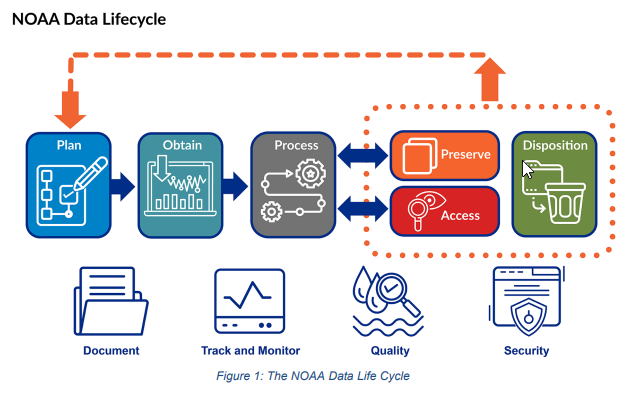 NOAA Data Lifecycle
Plan
Obtain
Process
Preserve
Access
Disposition
Document
Track and Monitor
Quality
Security
Figure 1: The NOAA Data Life Cycle